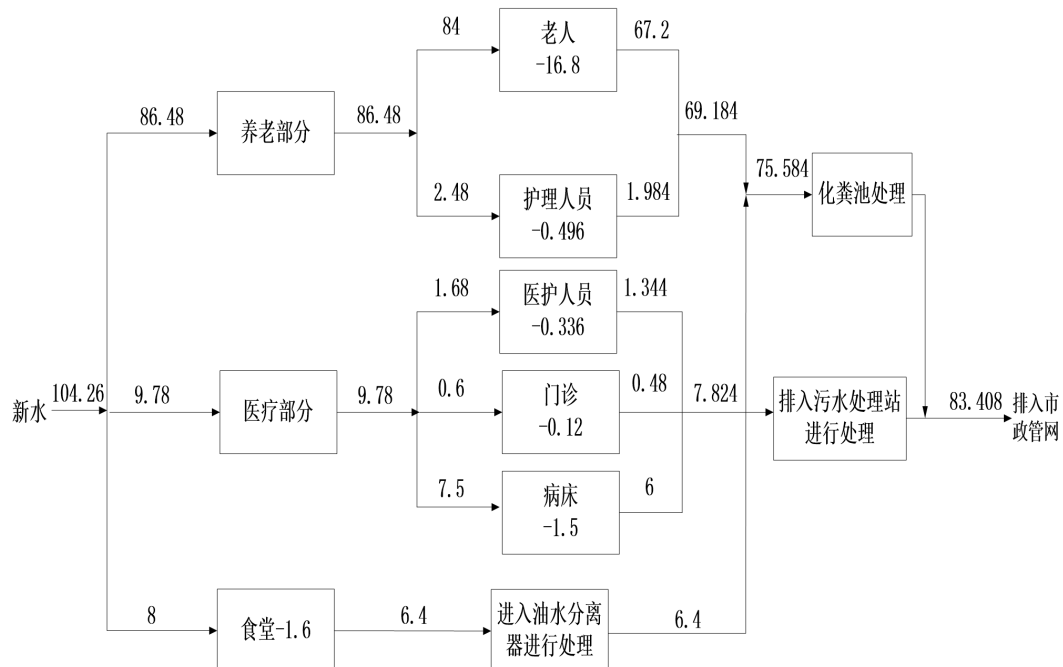 84
老人
-16.8
67.2
86.48
养老部分
86.48
69.184
2.48
护理人员
-0.496
1.984
75.584
化粪池处理
1.68
医护人员
-0.336
1.344
新水
104.26
9.78
医疗部分
9.78
0.6
门诊
-0.12
0.48
7.824
排入污水处理站
进行处理
83.408
排入市
政管网
7.5
病床
-1.5
6
8
食堂-1.6
6.4
进入油水分离
器进行处理
6.4